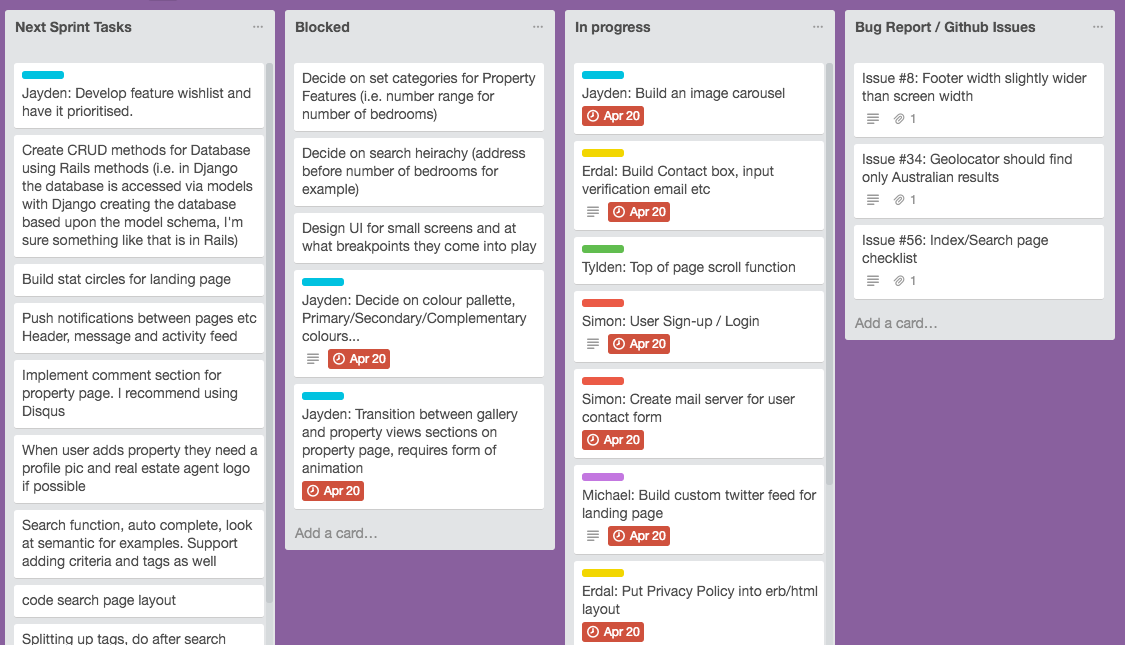 Next Sprint Tasks
Jayden: Develop feature wishlist and
have it prioritised.
Create CRUD methods for Database
using Rails methods (i.e. in Django
the database is accessed via models
with Django creating the database
based upon the model schema, I'm
sure something like that is in Rails)
Build stat circles for landing page
Push notifications between pages etc
Header, message and activity feed
Implement comment section for
property page. I recommend using
Disqus
When user adds property they need a
profile pic and real estate agent logo
if possible
Search function, auto complete, look
at semantic for examples. Support
adding criteria and tags as well
code search page layout
Splitting up tags, do after search
Blocked
Decide on set categories for Property
Features (i.e. number range for
number of bedrooms)
Decide on search heirachy (address
before number of bedrooms for
example)
Design UI for small screens and at
what breakpoints they come into play
Jayden: Decide on colour pallette,
Primary/Secondary/Complementary
colours...
Apr 20
Jayden: Transition between gallery
and property views sections on
property page, requires form of
animation
Apr 20
Add a card…
In progress
Jayden: Build an image carousel
Apr 20
Erdal: Build Contact box, input
verification email etc
Apr 20
Tylden: Top of page scroll function
Simon: User Sign-up / Login
Apr 20
Simon: Create mail server for user
contact form
Apr 20
Michael: Build custom twitter feed for
landing page
Apr 20
Erdal: Put Privacy Policy into erb/html
layout
Apr 20
Bug Report / Github Issues
Issue #8: Footer width slightly wider
than screen width
1
Issue #34: Geolocator should find
only Australian results
1
Issue #56: Index/Search page
checklist
1
Add a card…